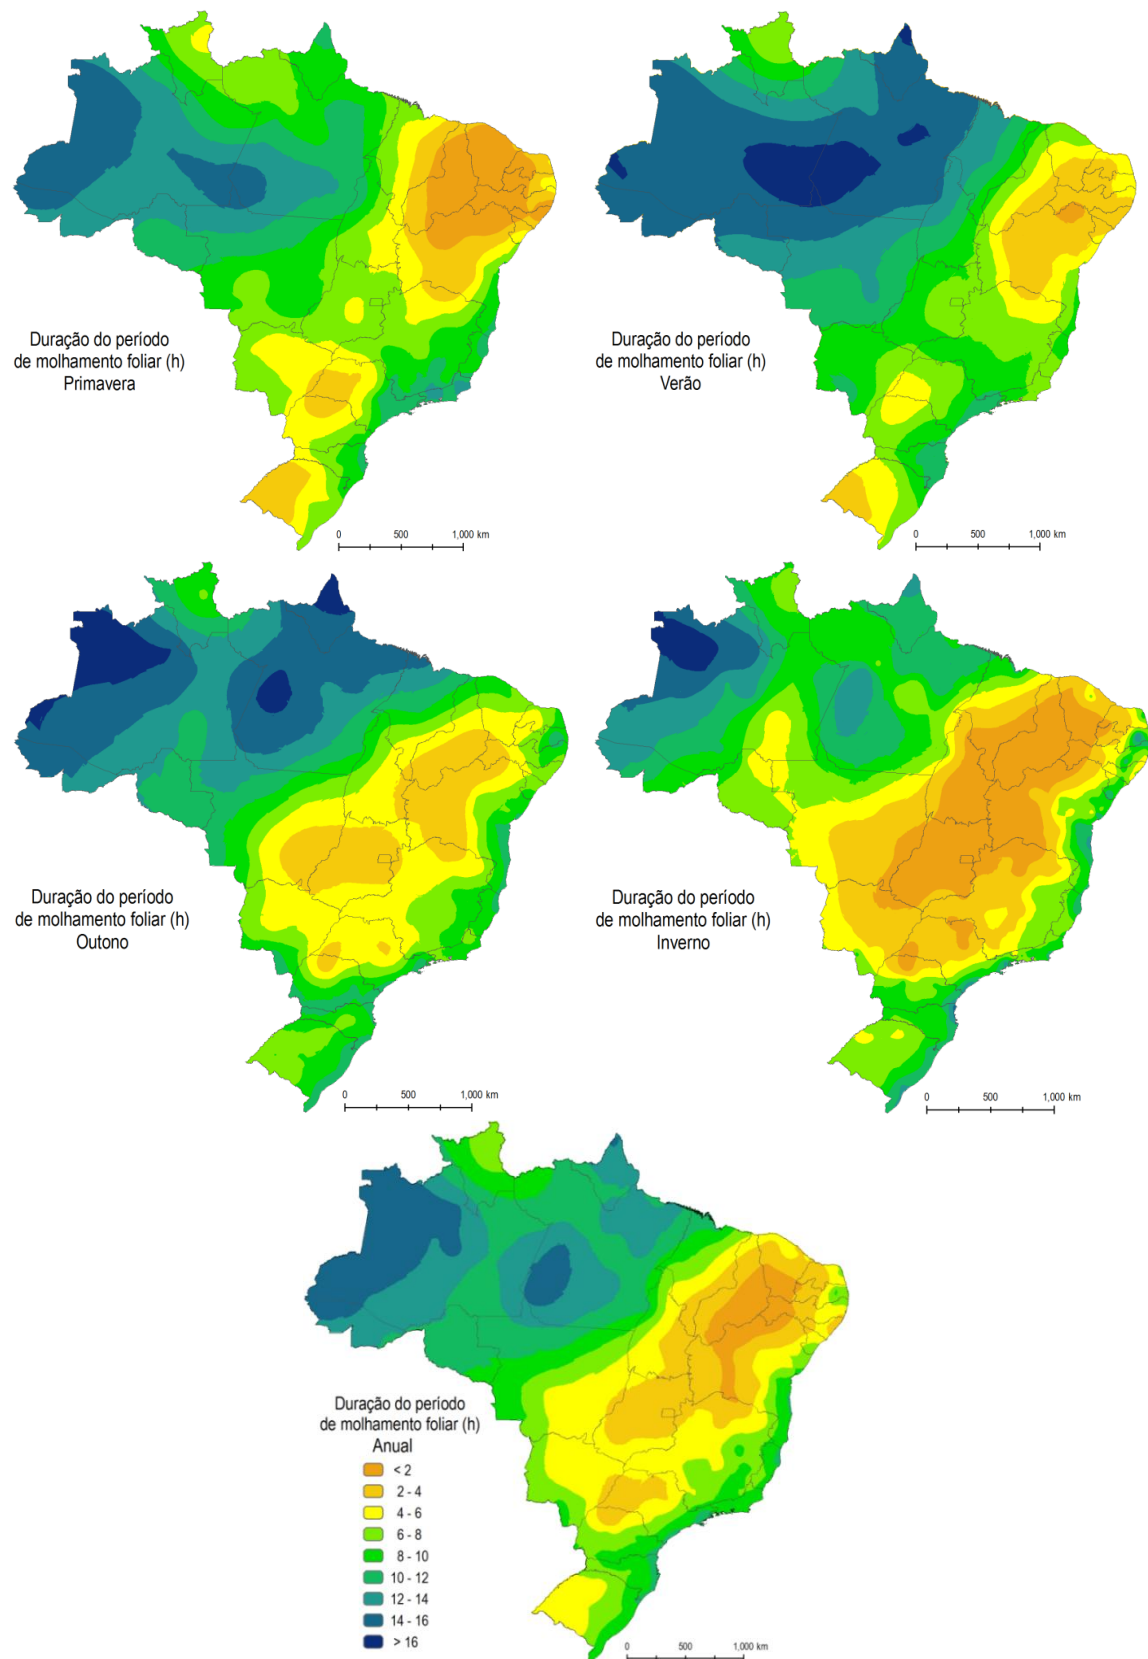 Duração do período
de molhamento foliar (h)
Primavera
0 500 1,000 km
Duração do período
de molhamento foliar (h)
Verão
0 500 1,000 km
Duração do período
de molhamento foliar (h)
Outono
0 500 1,000 km
Duração do período
de molhamento foliar (h)
Inverno
0 500 1,000 km
Duração do período
de molhamento foliar (h)
Anual
< 2
2 - 4
4 - 6
6 - 8
8 - 10
10 - 12
12 - 14
14 - 16
> 16
0 500 1,000 km